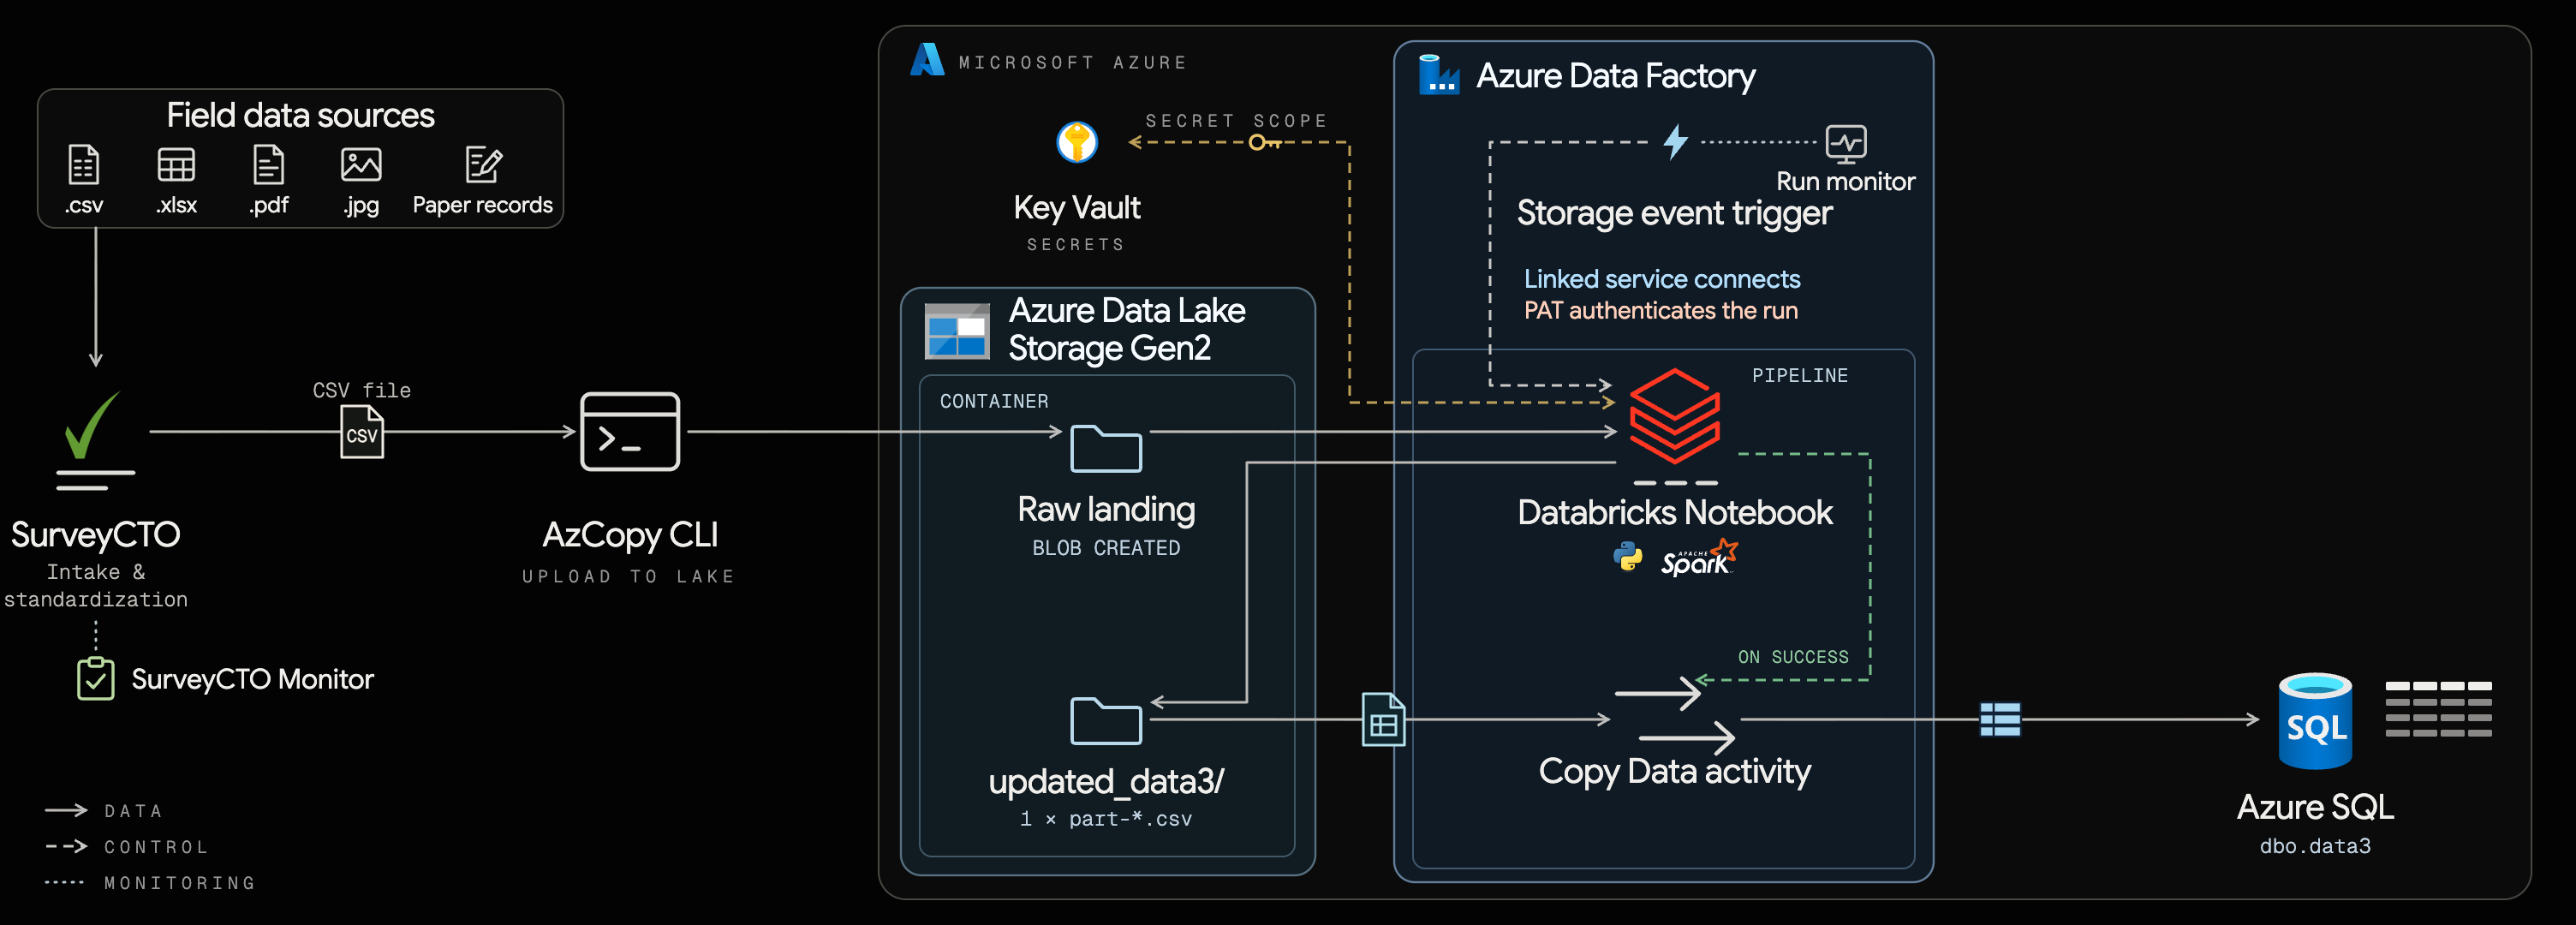 Field data sources
.csv
.xlsx
.pdf
.jpg
Paper records
SurveyCTO
Intake &
standardization
SurveyCTO Monitor
CSV file
CSV
AzCopy CLI
UPLOAD TO LAKE
DATA
CONTROL
MONITORING
MICROSOFT AZURE
SECRET SCOPE
Key Vault
SECRETS
Azure Data Lake
Storage Gen2
CONTAINER
Raw landing
BLOB CREATED
updated_data3/
1 × part-*.csv
Azure Data Factory
Run monitor
Storage event trigger
Linked service connects
PAT authenticates the run
PIPELINE
Databricks Notebook
APACHE
Spark
ON SUCCESS
Copy Data activity
SQL
Azure SQL
dbo.data3